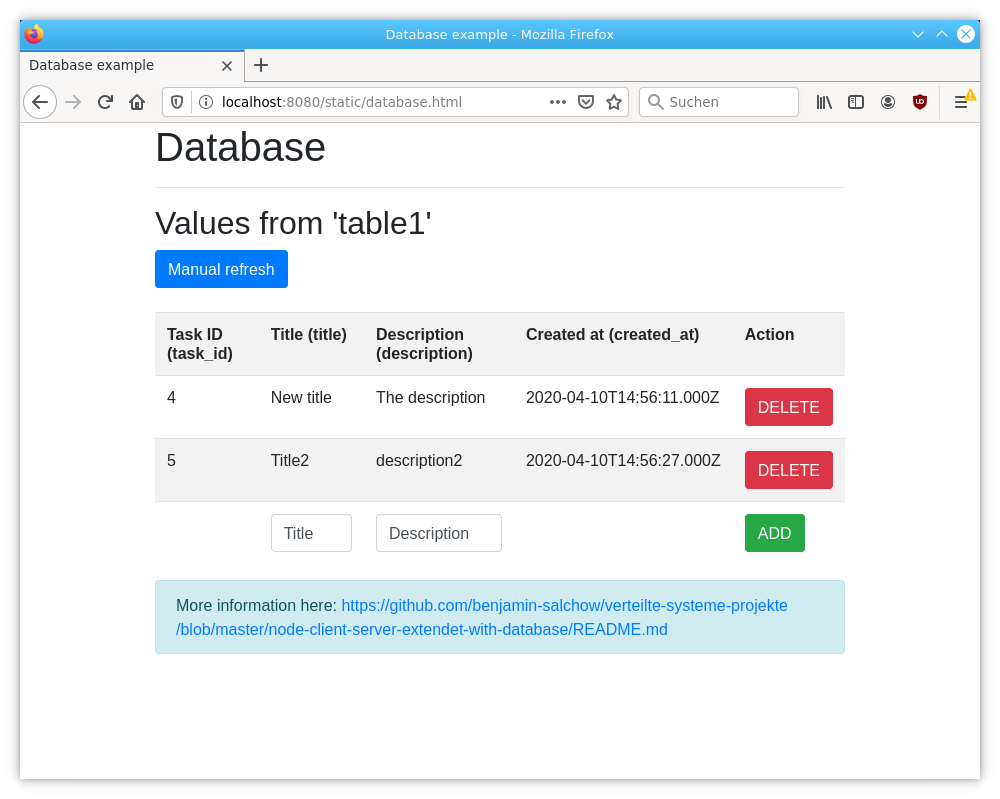 Database example - Mozilla Firefox
Database example
localhost:8080/static/database.html
Suchen
Database
Values from 'table1'
Manual refresh
Task ID (task_id) Title (title) Description (description) Created at (created_at) Action
4 New title The description 2020-04-10T14:56:11.000Z DELETE
5 Title2 description2 2020-04-10T14:56:27.000Z DELETE
Title Description ADD
More information here: https://github.com/benjamin-salchow/verteilte-systeme-projekte
/blob/master/node-client-server-extendet-with-database/README.md